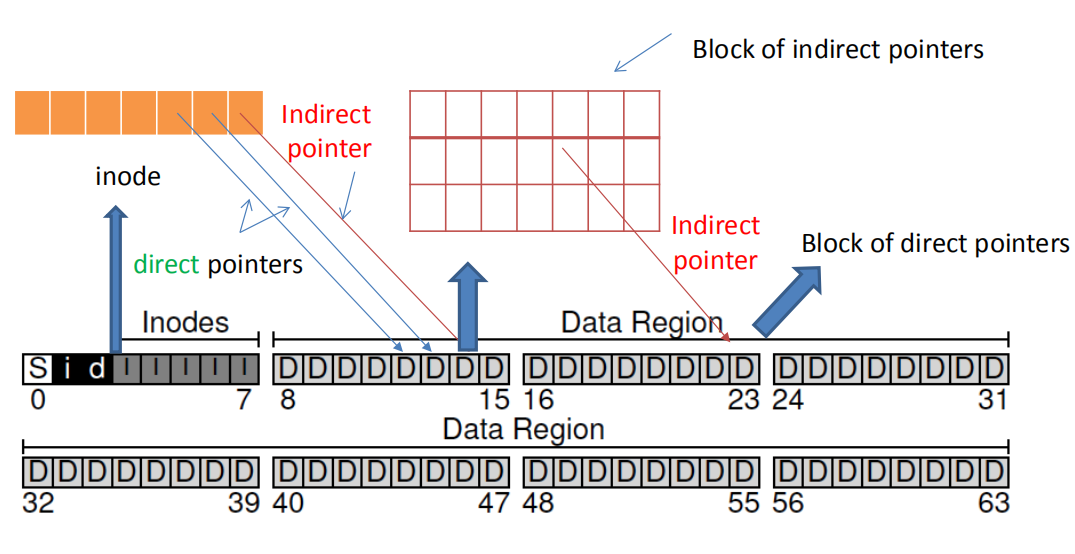 Block of indirect pointers
Indirect
pointer
inode
direct pointers
Indirect
pointer
Block of direct pointers
Inodes
Data Region
S i d I I I I I D D D D D D D D D D D D D D D D D D D D D D D D
0 7 8 15 16 23 24 31
Data Region
D D D D D D D D D D D D D D D D D D D D D D D D D D D D D D D D
32 39 40 47 48 55 56 63